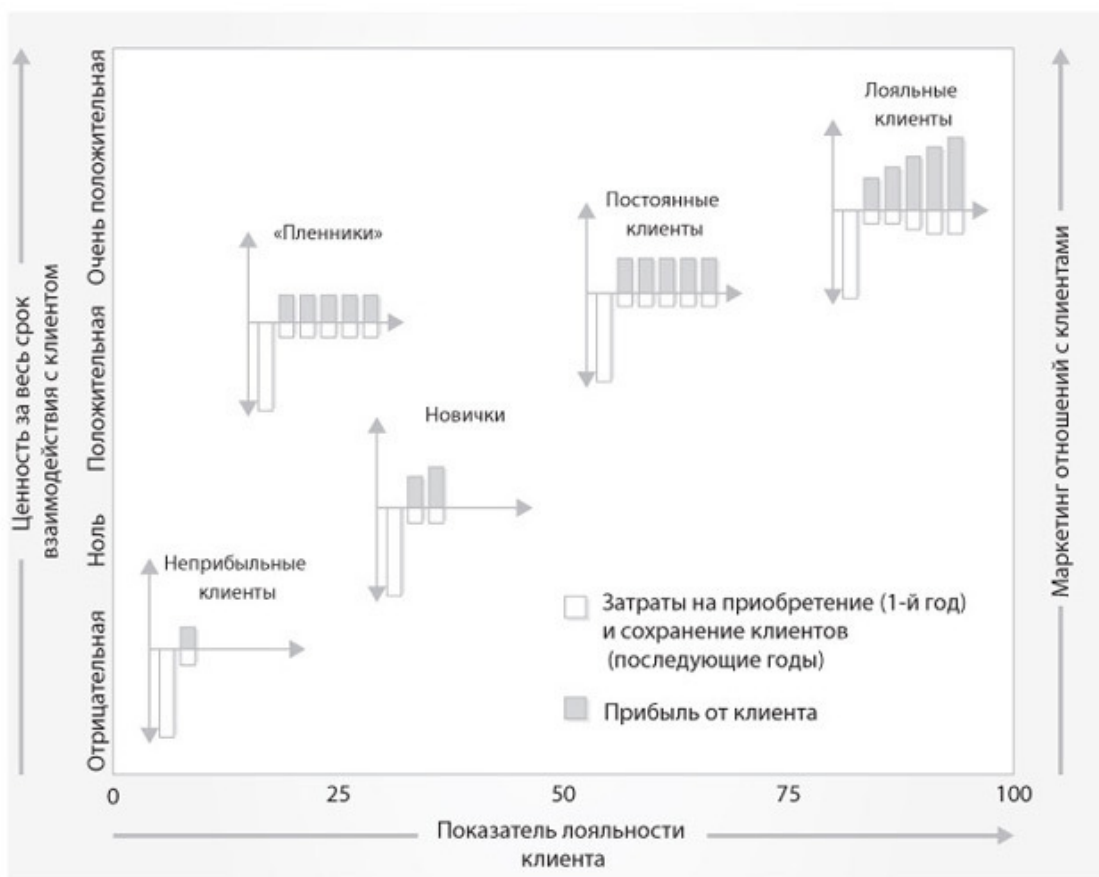 Ценность за весь срок
взаимодействия с клиентом
Очень положительная
Положительная
Ноль
Отрицательная
Лояльные
клиенты
Постоянные
клиенты
«Пленники»
Новички
Неприбыльные
клиенты
Затраты на приобретение (1-й год)
и сохранение клиентов
(последующие годы)
Прибыль от клиента
Маркетинг отношений с клиентами
0 25 50 75 100
Показатель лояльности
клиента